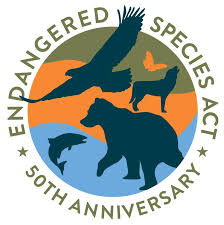 ENDANGERED SPECIES ACT
50TH ANNIVERSARY